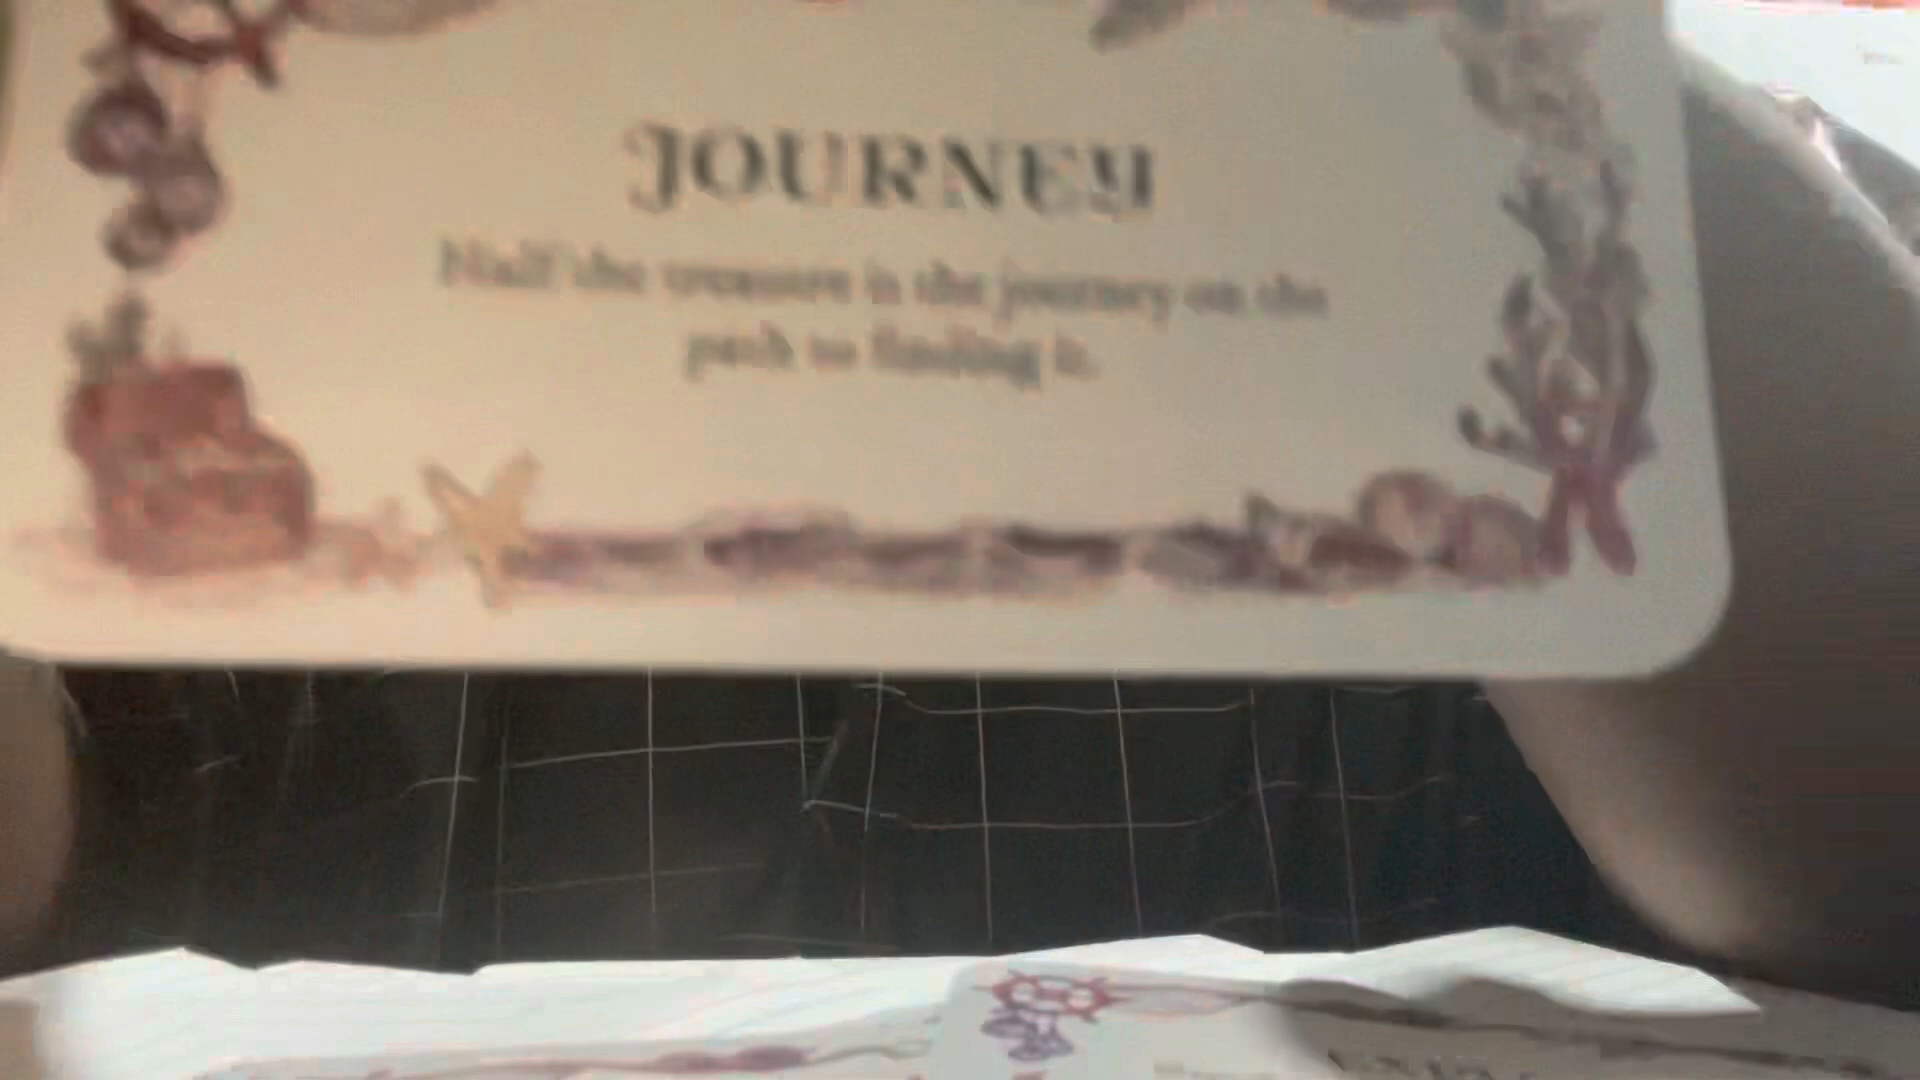 JOURNEY
Half the treasure is the journey on the
path to finding it.